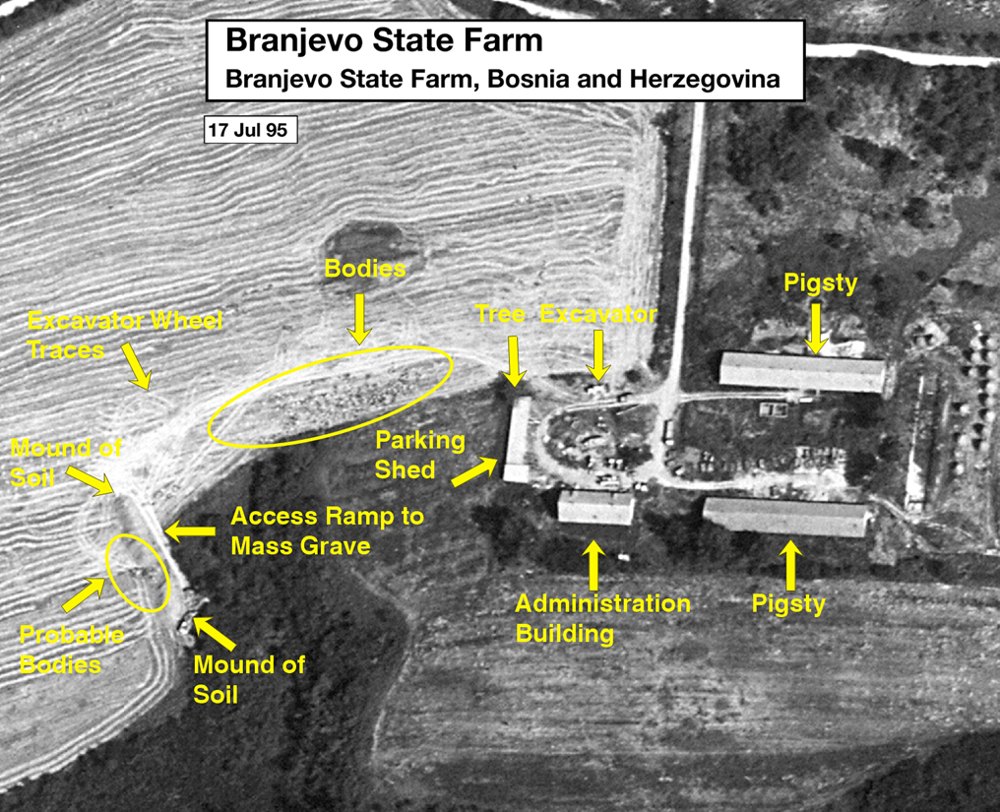 Branjevo State Farm
Branjevo State Farm, Bosnia and Herzegovina
17 Jul 95
Bodies
Pigsty
Excavator Wheel
Traces
Tree
Excavator
Mound of
Soil
Parking
Shed
Access Ramp to
Mass Grave
Probable
Bodies
Administration
Building
Pigsty
Mound of
Soil